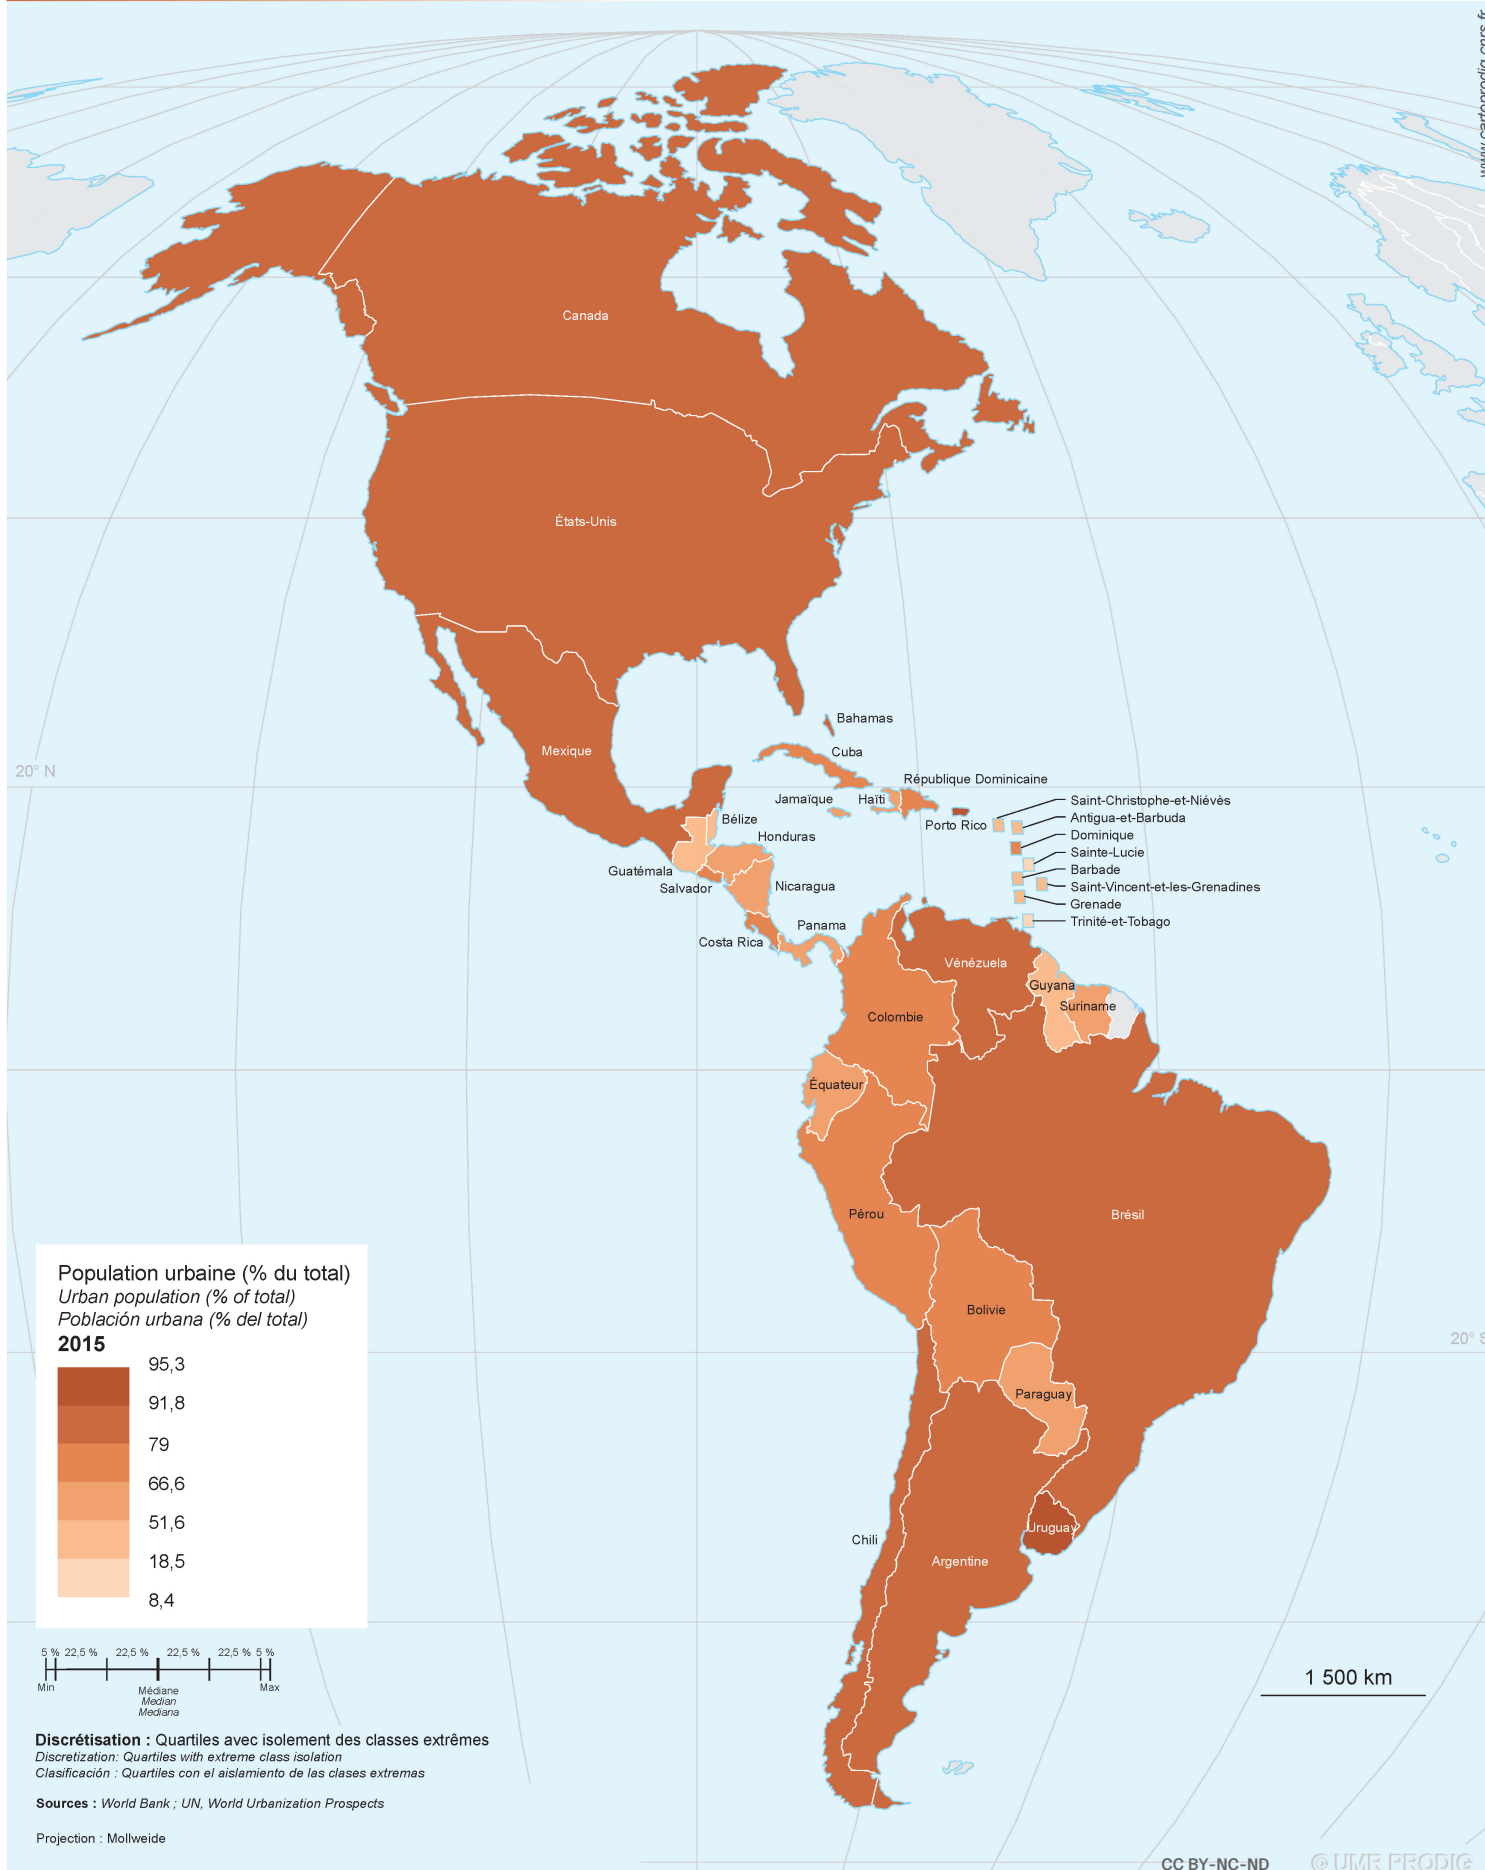 www.cartoprodig.cnrs.fr
Canada
États-Unis
Mexique
Bahamas
Cuba
20° N
République Dominicaine
Jamaïque
Haïti
Saint-Christophe-et-Niévès
Porto Rico
Antigua-et-Barbuda
Bélize
Dominique
Honduras
Sainte-Lucie
Guatémala
Barbade
Salvador
Nicaragua
Saint-Vincent-et-les-Grenadines
Grenade
Panama
Trinité-et-Tobago
Costa Rica
Vénézuela
Guyana
Suriname
Colombie
Équateur
Pérou
Brésil
Bolivie
20° S
Paraguay
Uruguay
Chili
Argentine
Population urbaine (% du total)
Urban population (% of total)
Población urbana (% del total)
2015
95,3
91,8
79
66,6
51,6
18,5
8,4
5 % 22,5 % 22,5 % 22,5 % 22,5 % 5 %
Min Max
Médiane
Median
Mediana
1 500 km
Discrétisation : Quartiles avec isolement des classes extrêmes
Discretization: Quartiles with extreme class isolation
Clasificación : Quartiles con el aislamiento de las clases extremas
Sources : World Bank ; UN, World Urbanization Prospects
Projection : Mollweide
CC BY-NC-ND © UMR PRODIG